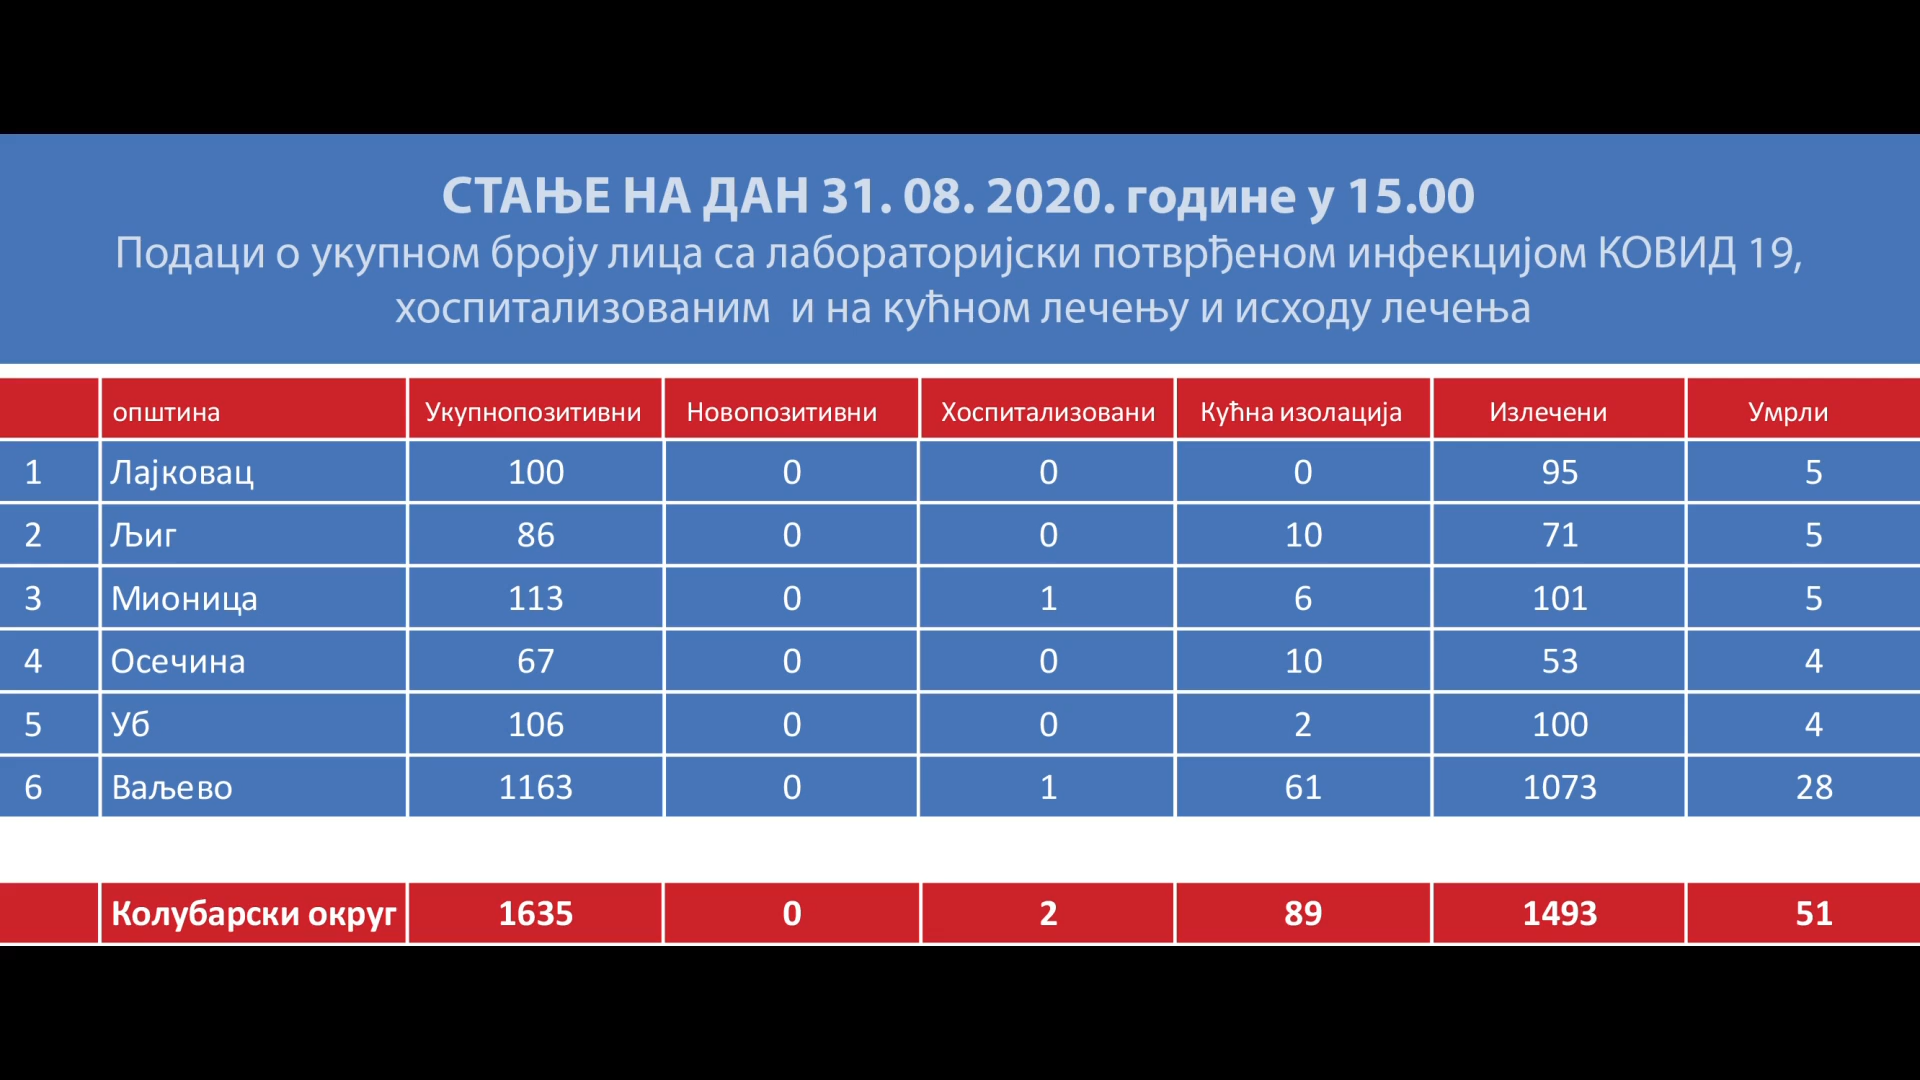 СТАЊЕ НА ДАН 31. 08. 2020. године у 15.00
Подаци о укупном броју лица са лабораторијски потврђеном инфекцијом КОВИД 19,
хоспитализованим и на кућном лечењу и исходу лечења
општина Укупнопозитивни Новопозитивни Хоспитализовани Кућна изолација Излечени Умрли
1 Лајковац 100 0 0 0 95 5
2 Љиг 86 0 0 10 71 5
3 Мионица 113 0 1 6 101 5
4 Осечина 67 0 0 10 53 4
5 Уб 106 0 0 2 100 4
6 Ваљево 1163 0 1 61 1073 28
Колубарски округ 1635 0 2 89 1493 51